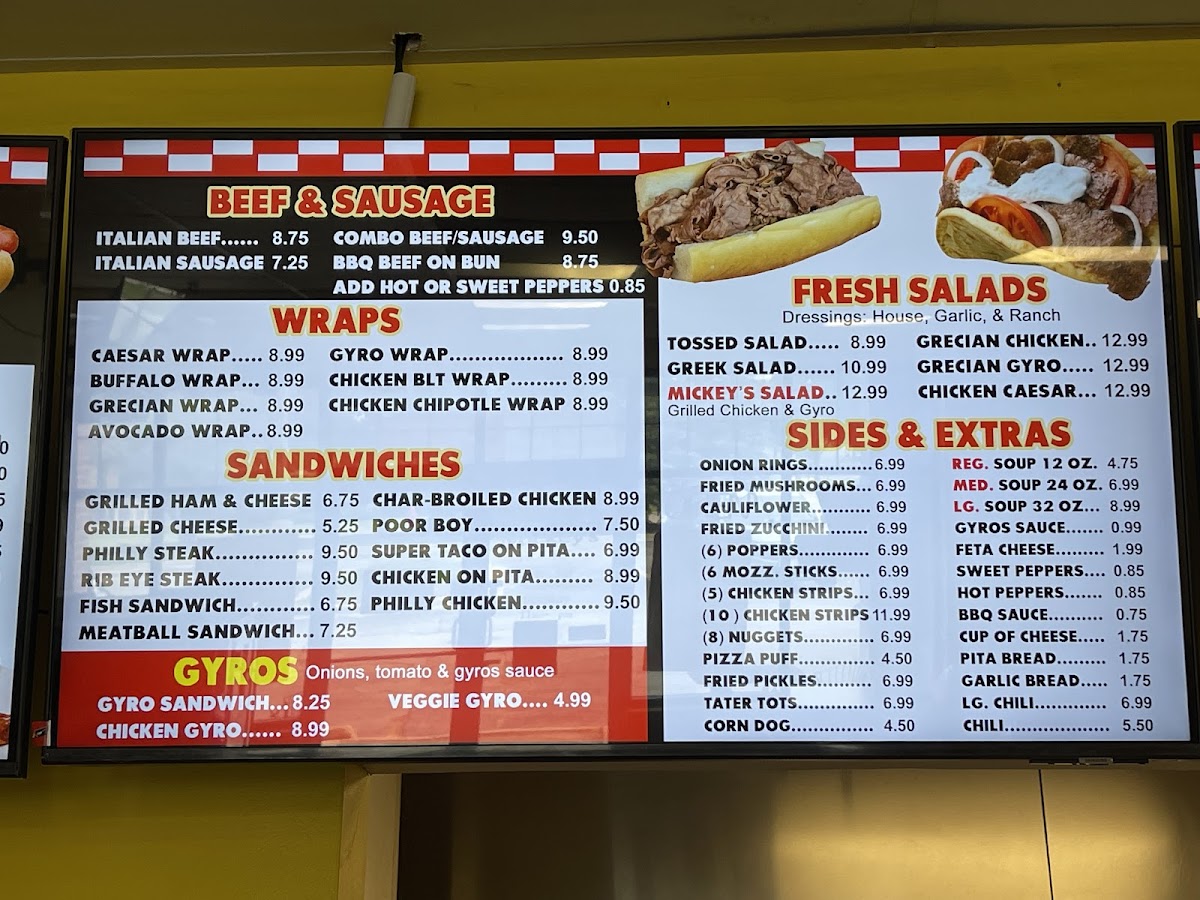 BEEF & SAUSAGE
ITALIAN BEEF...... 8.75
ITALIAN SAUSAGE 7.25
COMBO BEEF/SAUSAGE 9.50
BBQ BEEF ON BUN 8.75
ADD HOT OR SWEET PEPPERS 0.85
WRAPS
CAESAR WRAP..... 8.99
BUFFALO WRAP... 8.99
GRECIAN WRAP... 8.99
AVOCADO WRAP.. 8.99
GYRO WRAP.................. 8.99
CHICKEN BLT WRAP......... 8.99
CHICKEN CHIPOTLE WRAP 8.99
SANDWICHES
GRILLED HAM & CHEESE 6.75
GRILLED CHEESE............ 5.25
PHILLY STEAK............... 9.50
RIB EYE STEAK.............. 9.50
FISH SANDWICH............ 6.75
MEATBALL SANDWICH... 7.25
CHAR-BROILED CHICKEN 8.99
POOR BOY................... 7.50
SUPER TACO ON PITA.... 6.99
CHICKEN ON PITA......... 8.99
PHILLY CHICKEN............ 9.50
GYROS Onions, tomato & gyros sauce
GYRO SANDWICH... 8.25
CHICKEN GYRO...... 8.99
VEGGIE GYRO.... 4.99
FRESH SALADS
Dressings: House, Garlic, & Ranch
TOSSED SALAD..... 8.99
GREEK SALAD...... 10.99
MICKEY'S SALAD.. 12.99
Grilled Chicken & Gyro
GRECIAN CHICKEN.. 12.99
GRECIAN GYRO..... 12.99
CHICKEN CAESAR... 12.99
SIDES & EXTRAS
ONION RINGS............ 6.99
FRIED MUSHROOMS... 6.99
CAULIFLOWER........... 6.99
FRIED ZUCCHINI........ 6.99
(6) POPPERS.............. 6.99
(6 MOZZ. STICKS...... 6.99
(5) CHICKEN STRIPS... 6.99
(10 ) CHICKEN STRIPS 11.99
(8) NUGGETS............. 6.99
PIZZA PUFF.............. 4.50
FRIED PICKLES.......... 6.99
TATER TOTS.............. 6.99
CORN DOG............... 4.50
REG. SOUP 12 OZ. 4.75
MED. SOUP 24 OZ. 6.99
LG. SOUP 32 OZ... 8.99
GYROS SAUCE....... 0.99
FETA CHEESE......... 1.99
SWEET PEPPERS.... 0.85
HOT PEPPERS....... 0.85
BBQ SAUCE.......... 0.75
CUP OF CHEESE..... 1.75
PITA BREAD......... 1.75
GARLIC BREAD..... 1.75
LG. CHILI............. 6.99
CHILI................... 5.50